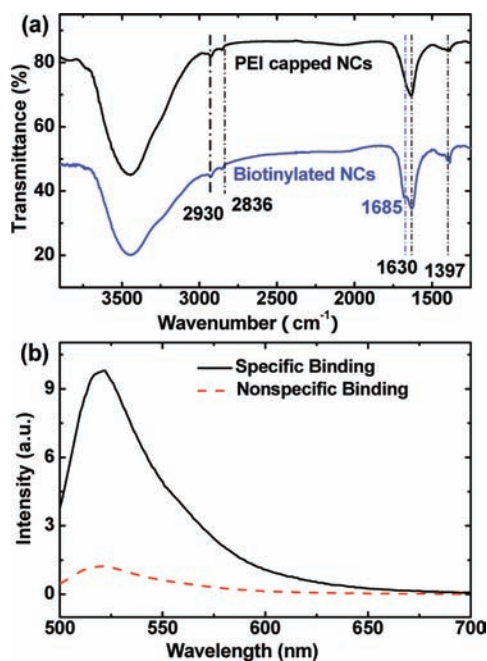 (a)
PEI capped NCs
Biotinylated NCs
2930
2836
1685
1630
1397
Transmittance (%)
80
60
40
20
3500 3000 2500 2000 1500
Wavenumber ( cm⁻¹)
(b)
Specific Binding
Nonspecific Binding
Intensity (a.u.)
9
6
3
0
500 550 600 650 700
Wavelength (nm)